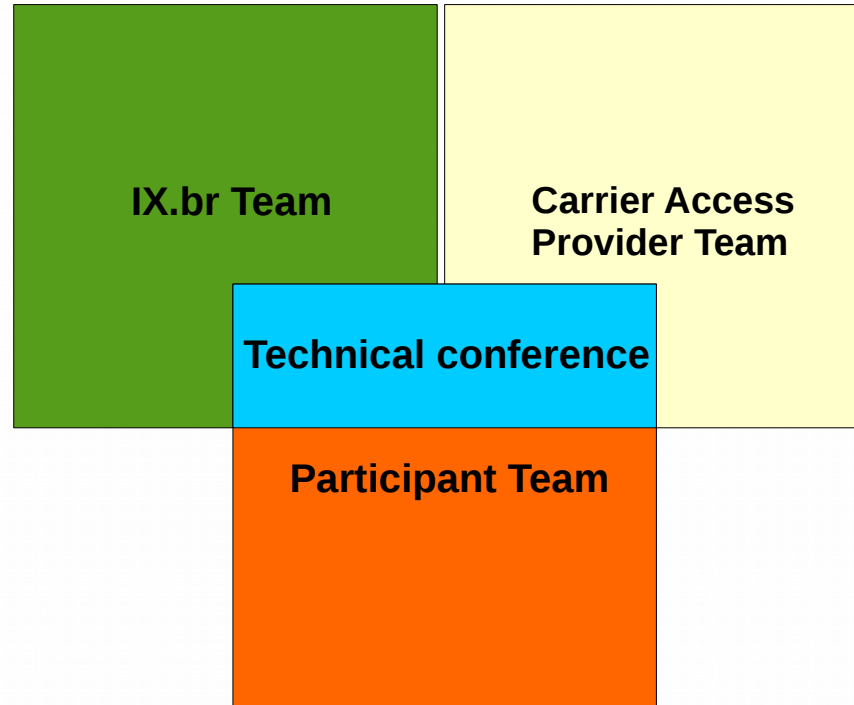 IX.br Team
Carrier Access
Provider Team
Technical conference
Participant Team